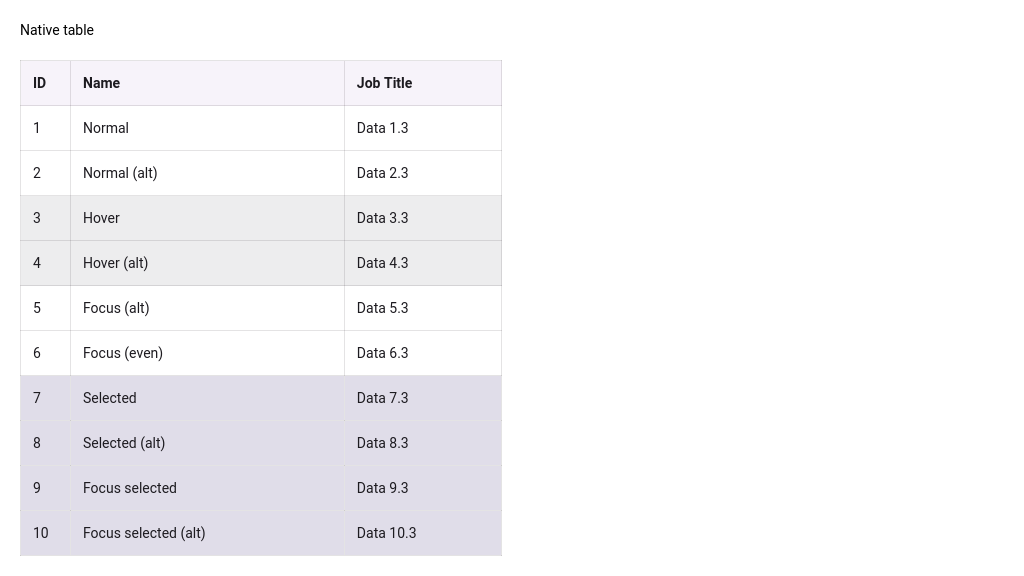 Native table
ID Name Job Title
1 Normal Data 1.3
2 Normal (alt) Data 2.3
3 Hover Data 3.3
4 Hover (alt) Data 4.3
5 Focus (alt) Data 5.3
6 Focus (even) Data 6.3
7 Selected Data 7.3
8 Selected (alt) Data 8.3
9 Focus selected Data 9.3
10 Focus selected (alt) Data 10.3